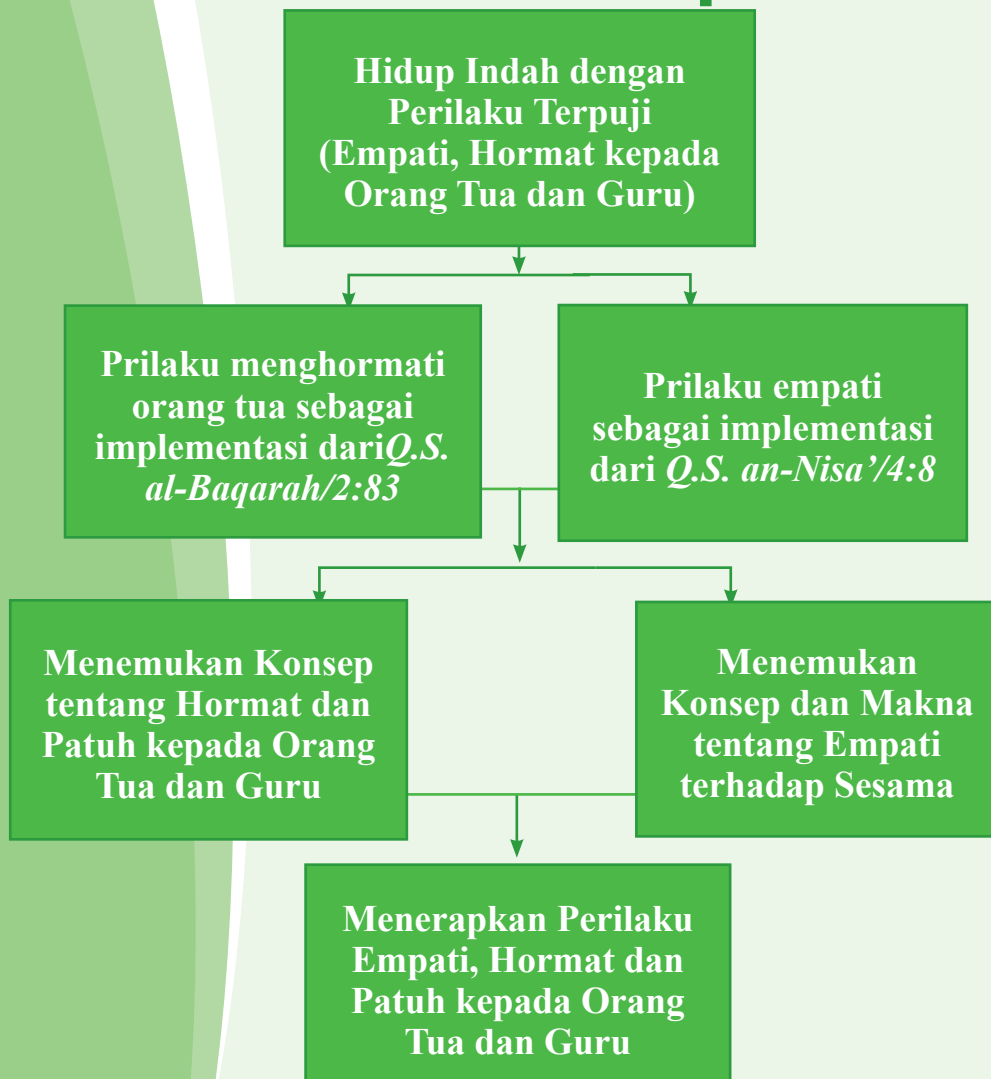 Hidup Indah dengan
Perilaku Terpuji
(Empati, Hormat kepada
Orang Tua dan Guru)
Prilaku menghormati
orang tua sebagai
implementasi dariQ.S.
al-Baqarah/2:83
Prilaku empati
sebagai implementasi
dari Q.S. an-Nisa’/4:8
Menemukan Konsep
tentang Hormat dan
Patuh kepada Orang
Tua dan Guru
Menemukan
Konsep dan Makna
tentang Empati
terhadap Sesama
Menerapkan Perilaku
Empati, Hormat dan
Patuh kepada Orang
Tua dan Guru